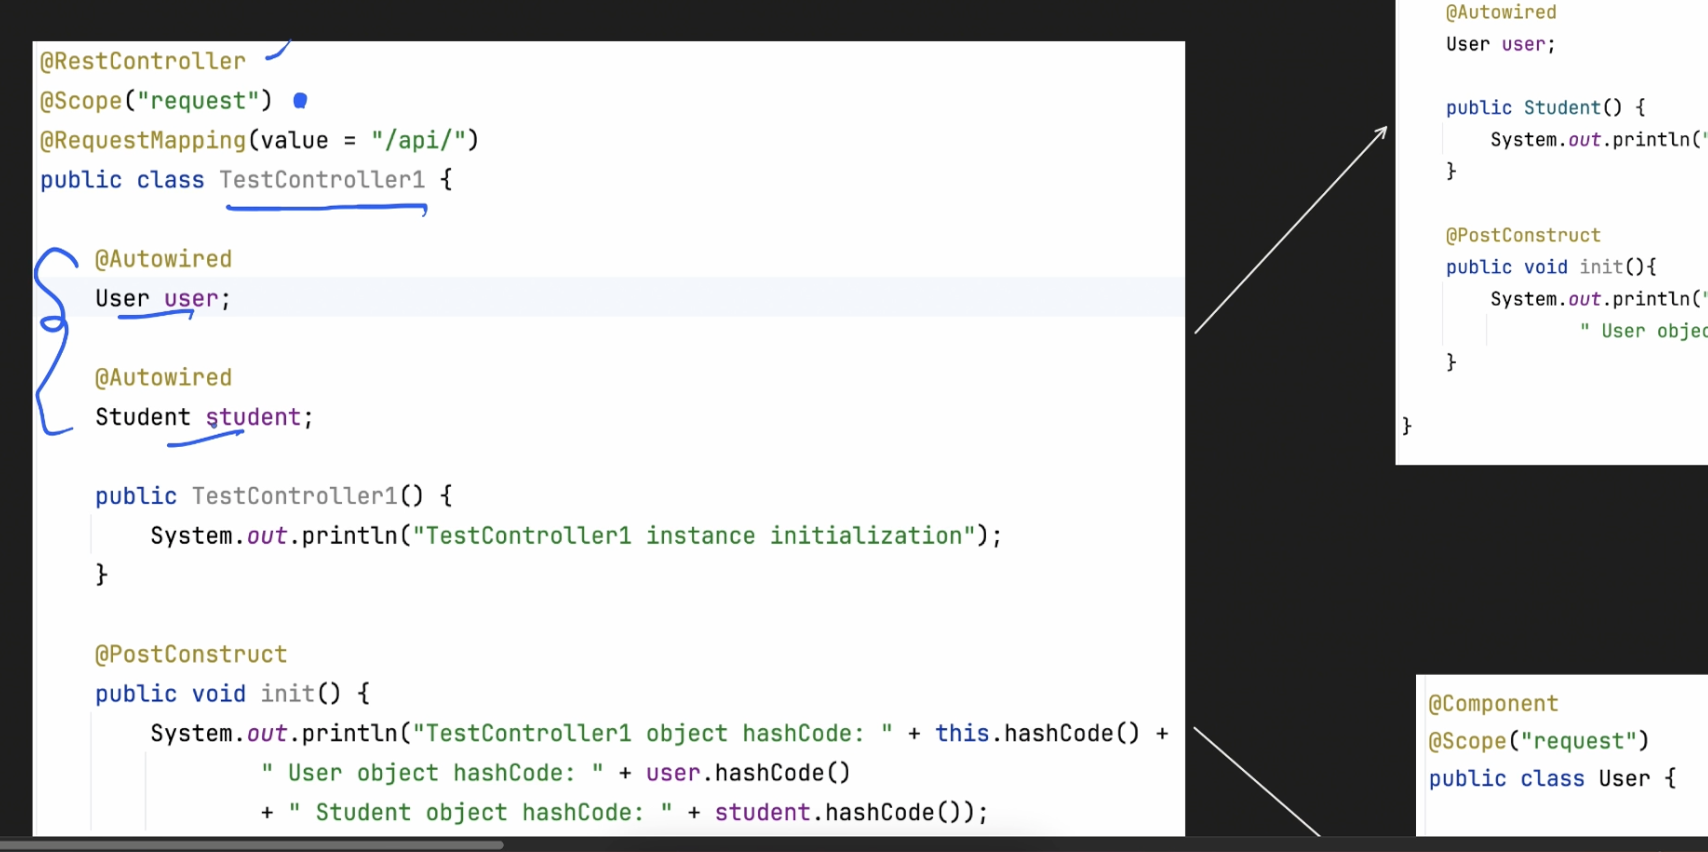 @RestController
@Scope("request")
@RequestMapping(value = "/api/")
public class TestController1 {
@Autowired
User user;
@Autowired
Student student;
public TestController1() {
System.out.println("TestController1 instance initialization");
}
@PostConstruct
public void init() {
System.out.println("TestController1 object hashCode: " + this.hashCode() +
" User object hashCode: " + user.hashCode()
+ " Student object hashCode: " + student.hashCode());
@Autowired
User user;
public Student() {
System.out.println("
}
@PostConstruct
public void init(){
System.out.println("
" User objec
}
}
@Component
@Scope("request")
public class User {